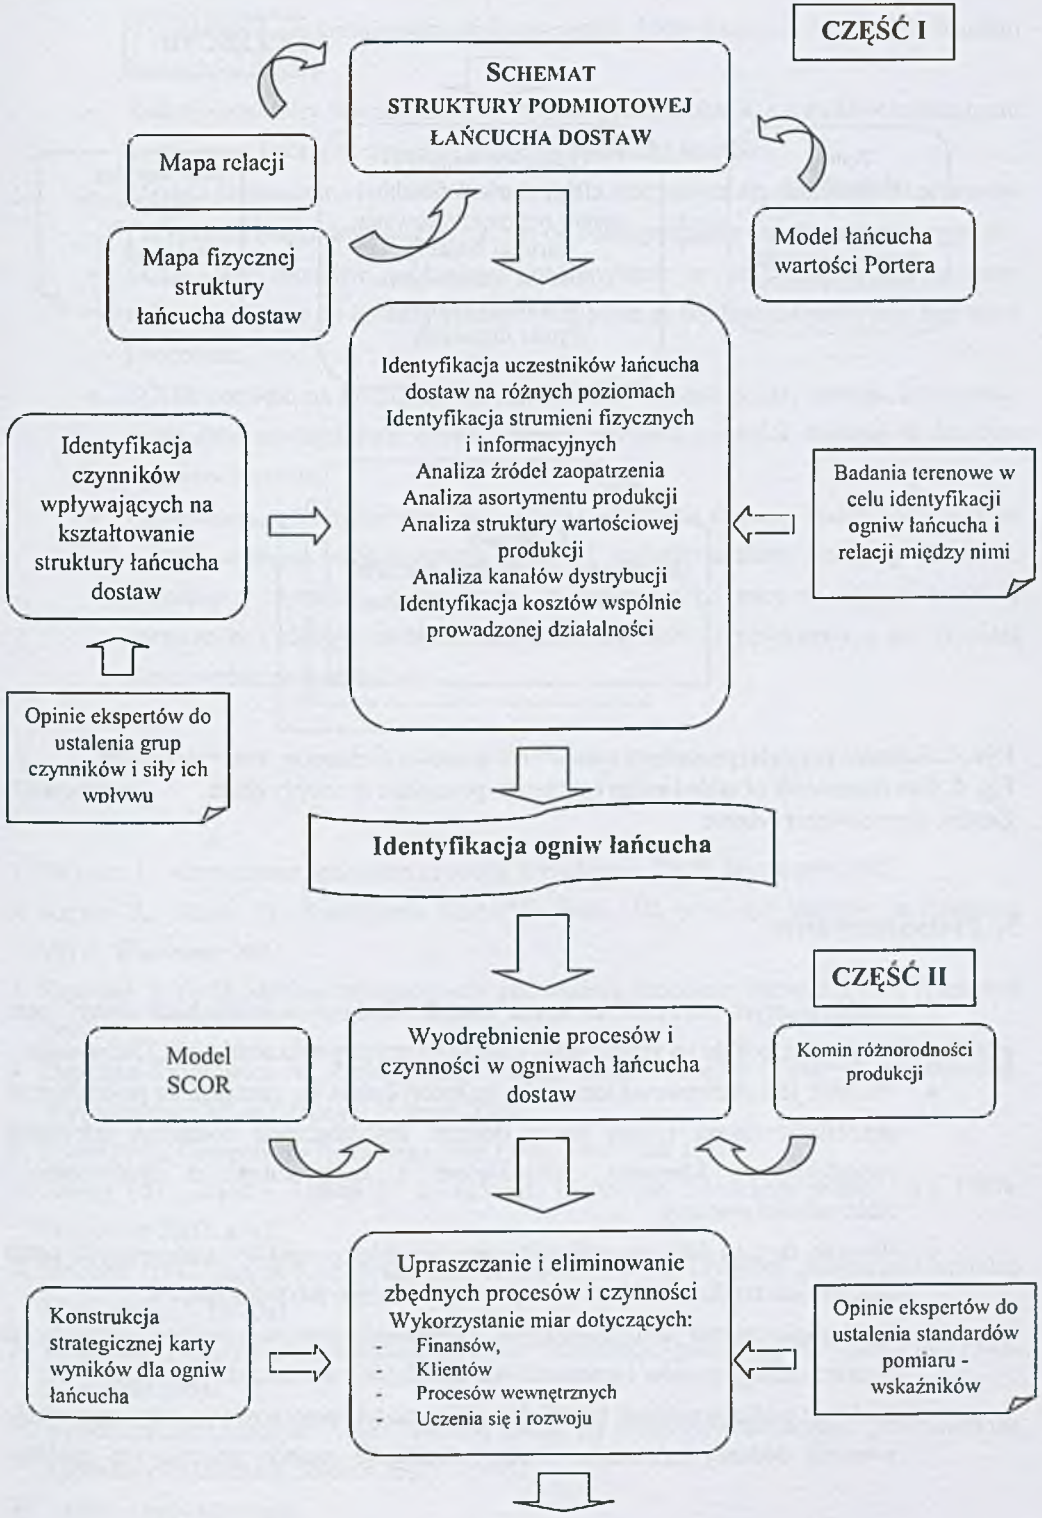 CZĘŚĆ I
SCHEMAT
STRUKTURY PODMIOTOWEJ
ŁAŃCUCHA DOSTAW
Mapa relacji
Mapa fizycznej
struktury
łańcucha dostaw
Model łańcucha
wartości Portera
Identyfikacja uczestników łańcucha
dostaw na różnych poziomach
Identyfikacja strumieni fizycznych
i informacyjnych
Analiza źródeł zaopatrzenia
Analiza asortymentu produkcji
Analiza struktury wartościowej
produkcji
Analiza kanałów dystrybucji
Identyfikacja kosztów wspólnie
prowadzonej działalności
Identyfikacja
czynników
wpływających na
kształtowanie
struktury łańcucha
dostaw
Badania terenowe w
celu identyfikacji
ogniw łańcucha i
relacji między nimi
Opinie ekspertów do
ustalenia grup
czynników i siły ich
wpływu
Identyfikacja ogniw łańcucha
CZĘŚĆ II
Model
SCOR
Wyodrębnienie procesów i
czynności w ogniwach łańcucha
dostaw
Komin różnorodności
produkcji
Upraszczanie i eliminowanie
zbędnych procesów i czynności
Wykorzystanie miar dotyczących:
- Finansów,
- Klientów
- Procesów wewnętrznych
- Uczenia się i rozwoju
Konstrukcja
strategicznej karty
wyników dla ogniw
łańcucha
Opinie ekspertów do
ustalenia standardów
pomiaru -
wskaźników